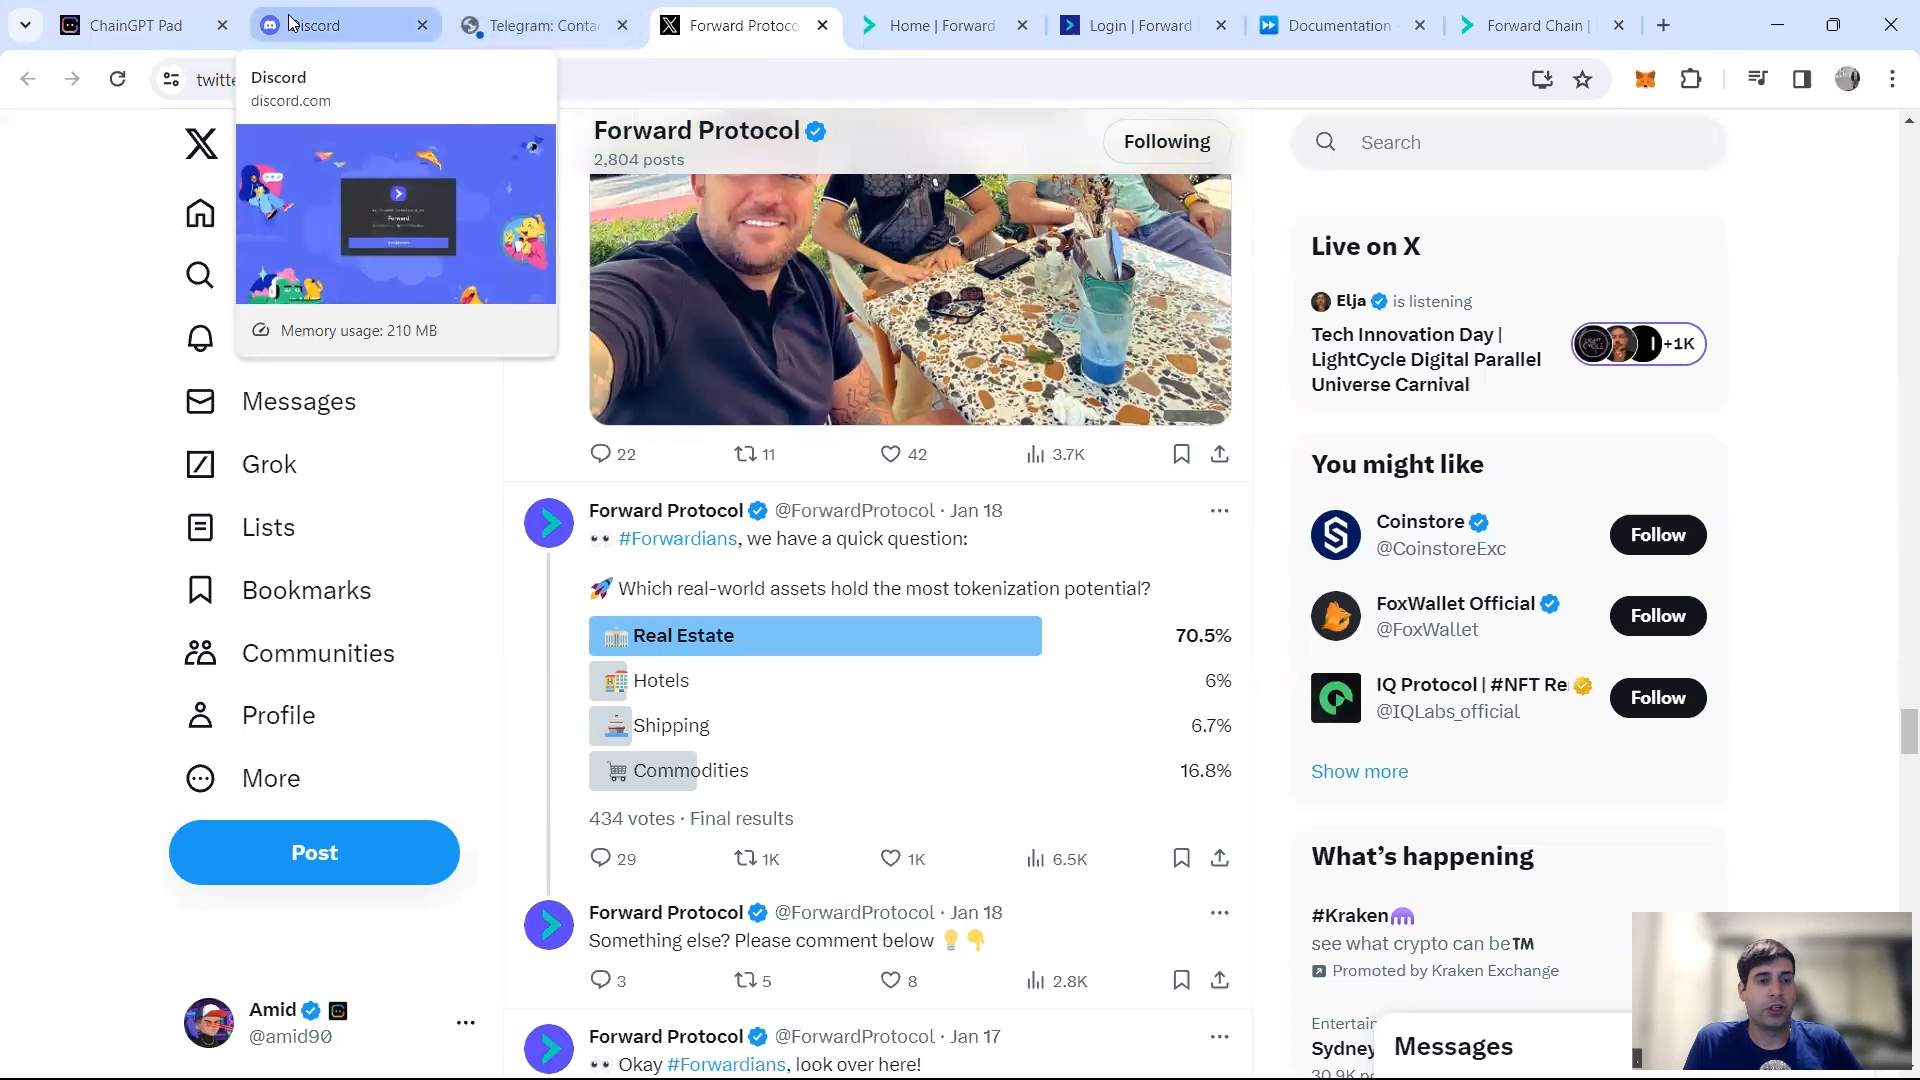 ChainGPT Pad
Discord
Telegram: Conta
Forward Protoco
Home | Forward
Login | Forward
Documentation
Forward Chain |
twitte
Discord
discord.com
Memory usage: 210 MB
Messages
Grok
Lists
Bookmarks
Communities
Profile
More
Post
Amid
@amid90
Forward Protocol
2,804 posts
Following
22 11 42 3.7K
Forward Protocol @ForwardProtocol · Jan 18
👀 #Forwardians, we have a quick question:
🚀 Which real-world assets hold the most tokenization potential?
Real Estate 70.5%
Hotels 6%
Shipping 6.7%
Commodities 16.8%
434 votes · Final results
29 1K 1K 6.5K
Forward Protocol @ForwardProtocol · Jan 18
Something else? Please comment below 💡👇
3 5 8 2.8K
Forward Protocol @ForwardProtocol · Jan 17
👀 Okay #Forwardians, look over here!
Search
Live on X
Elja is listening
Tech Innovation Day |
LightCycle Digital Parallel
Universe Carnival
+1K
You might like
Coinstore
@CoinstoreExc
Follow
FoxWallet Official
@FoxWallet
Follow
IQ Protocol | #NFT Re
@IQLabs_official
Follow
Show more
What's happening
#Kraken
see what crypto can be™
Promoted by Kraken Exchange
Entertain
Sydney
30.9K po
Messages